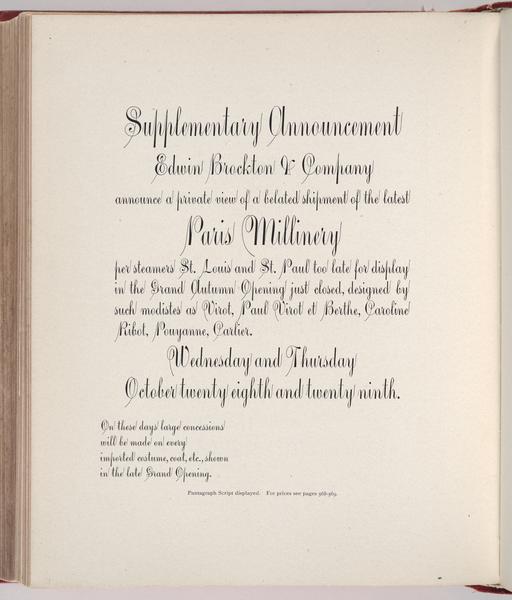 Supplementary Announcement
Edwin Brockton & Company
announce a private view of a belated shipment of the latest
Paris Millinery
per steamers St. Louis and St. Paul too late for display
in the Grand Autumn Opening just closed, designed by
such modistes as Virot, Paul Virot et Berthe, Caroline
Ribot, Pouyanne, Carlier.
Wednesday and Thursday
October twenty eighth and twenty ninth.
On these days large concessions
will be made on every
imported costume, coat, etc., shown
in the late Grand Opening.
Pantagraph Script displayed. For prices see pages 568-569.